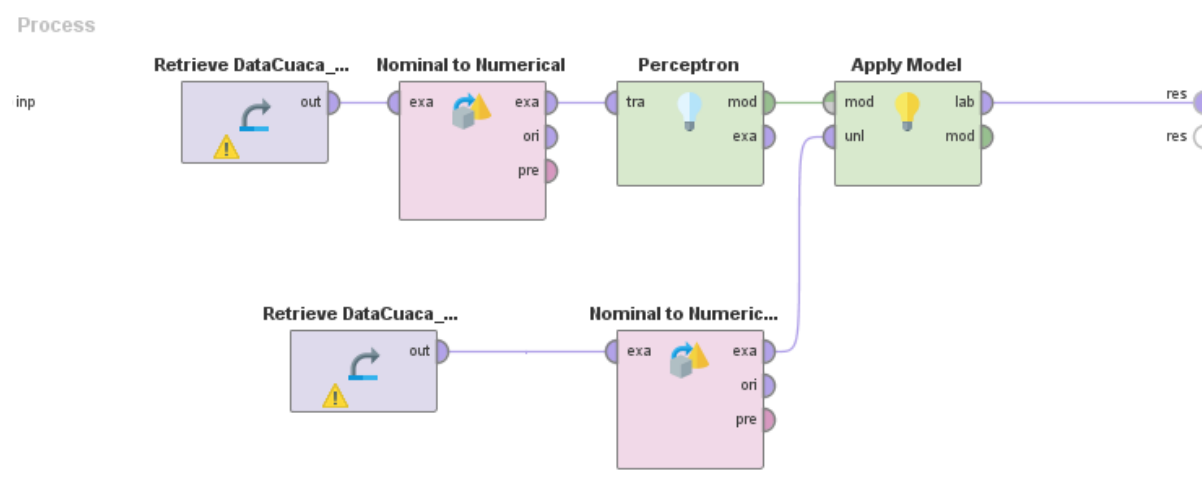 Process
Retrieve DataCuaca_...
Nominal to Numerical
Perceptron
Apply Model
inp
out
exa
exa
ori
pre
tra
mod
exa
mod
unl
lab
mod
res
res
Retrieve DataCuaca_...
Nominal to Numeric...
out
exa
exa
ori
pre